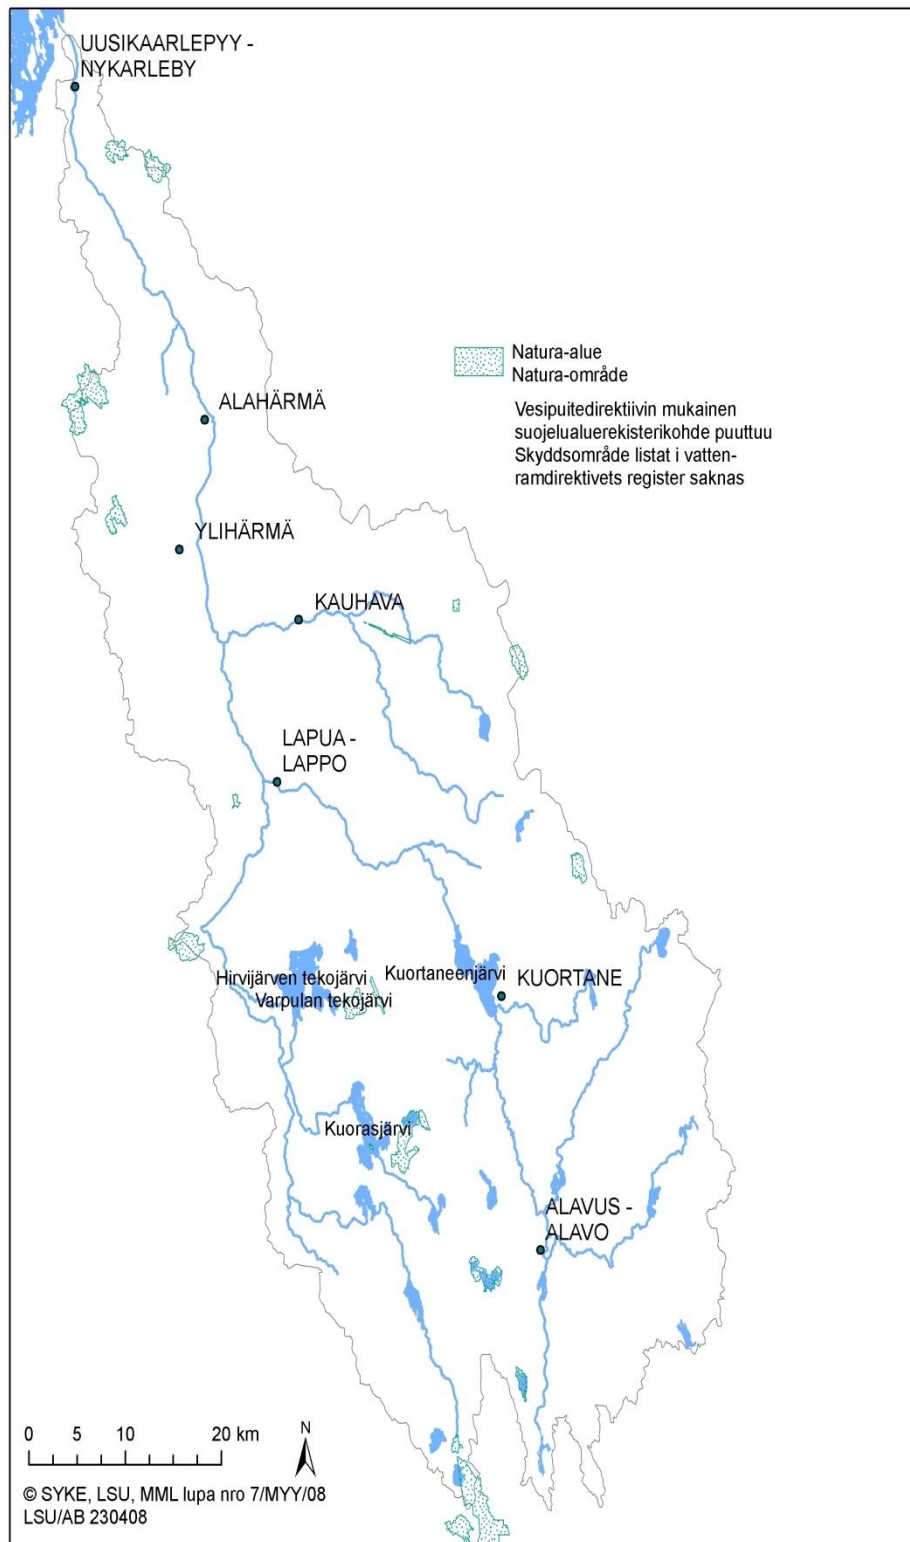 UUSIKAARLEPYY -
NYKARLEBY
Natura-alue
Natura-område
Vesipuitedirektiivin mukainen
suojelualuerekisterikohde puuttuu
Skyddsområde listat i vatten-
ramdirektivets register saknas
ALAHÄRMÄ
YLIHÄRMÄ
KAUHAVA
LAPUA -
LAPPO
Hirvijärven tekojärvi
Varpulan tekojärvi
Kuortaneenjärvi
KUORTANE
Kuorasjärvi
ALAVUS -
ALAVO
0 5 10 20 km
N
© SYKE, LSU, MML lupa nro 7/MYY/08
LSU/AB 230408